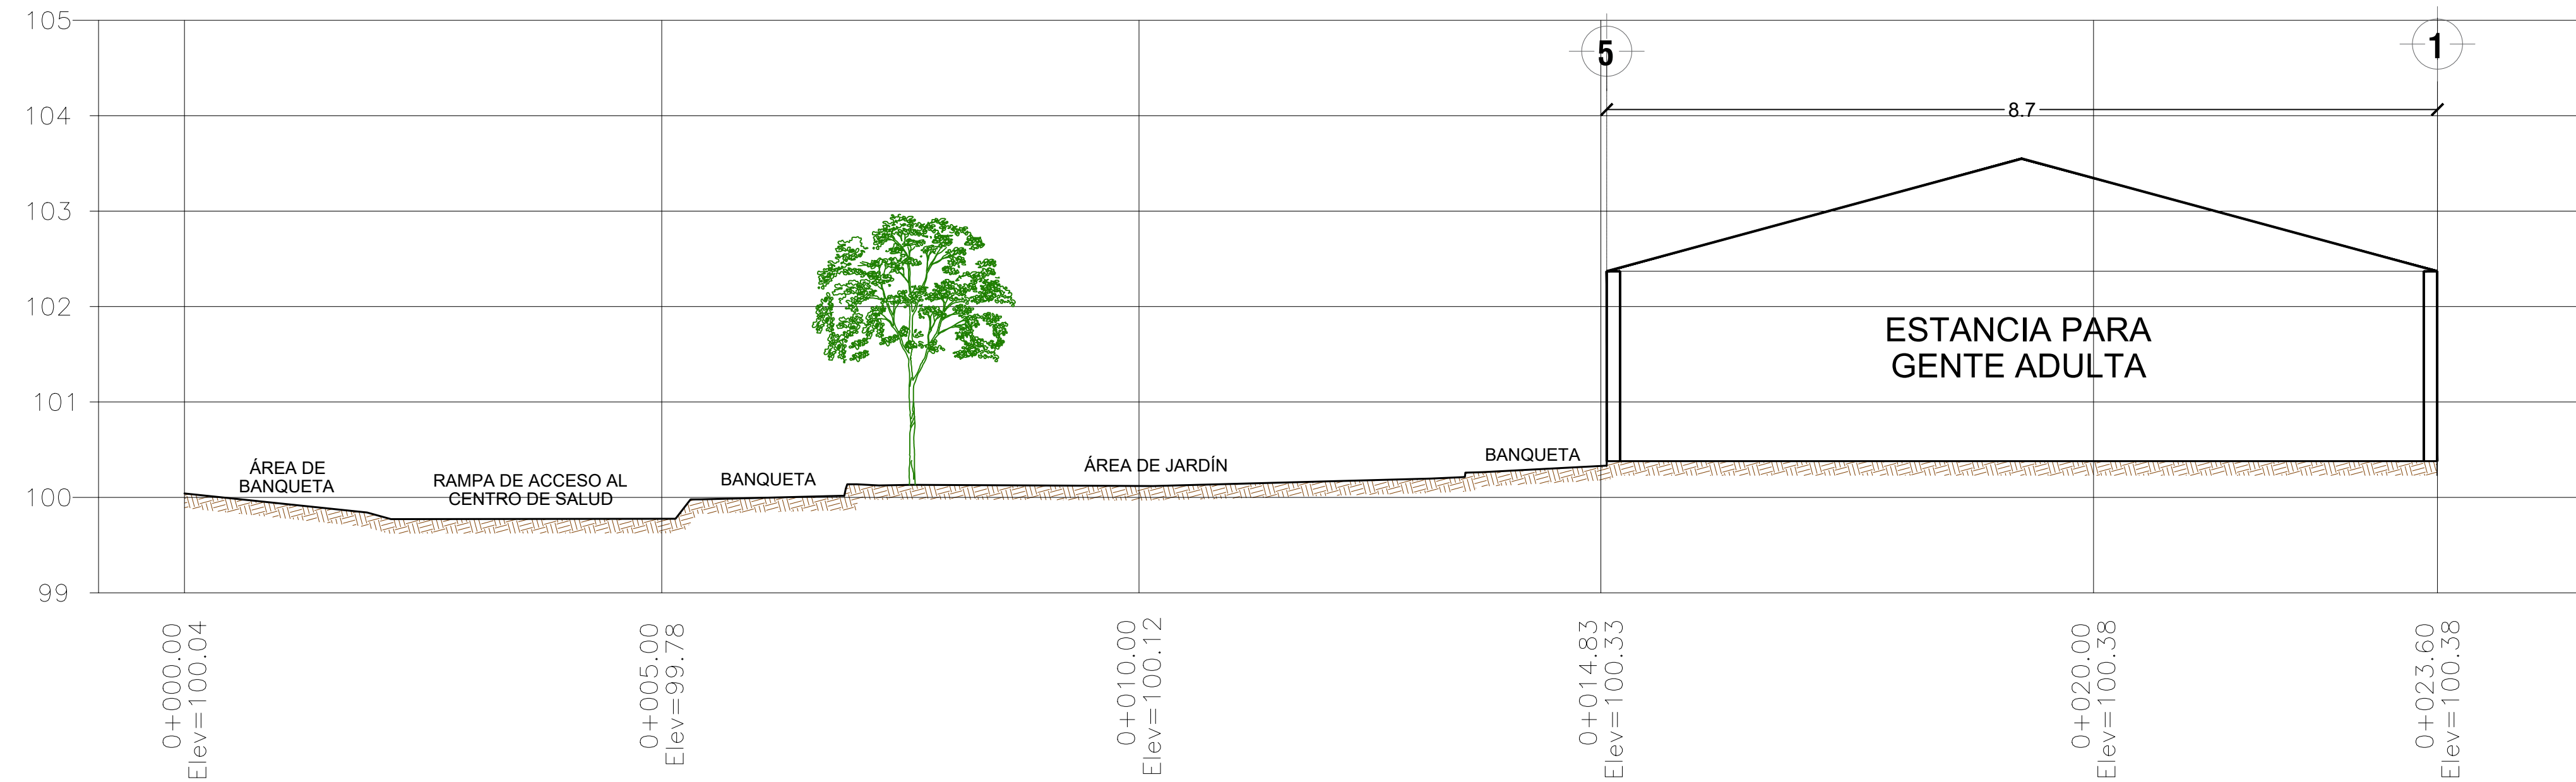 105
104
103
102
101
100
99
5
1
8.7
ESTANCIA PARA
GENTE ADULTA
ÁREA DE
BANQUETA
RAMPA DE ACCESO AL
CENTRO DE SALUD
BANQUETA
ÁREA DE JARDÍN
BANQUETA
0+000.00
Elev=100.04
0+005.00
Elev=99.78
0+010.00
Elev=100.12
0+014.83
Elev=100.33
0+020.00
Elev=100.38
0+023.60
Elev=100.38